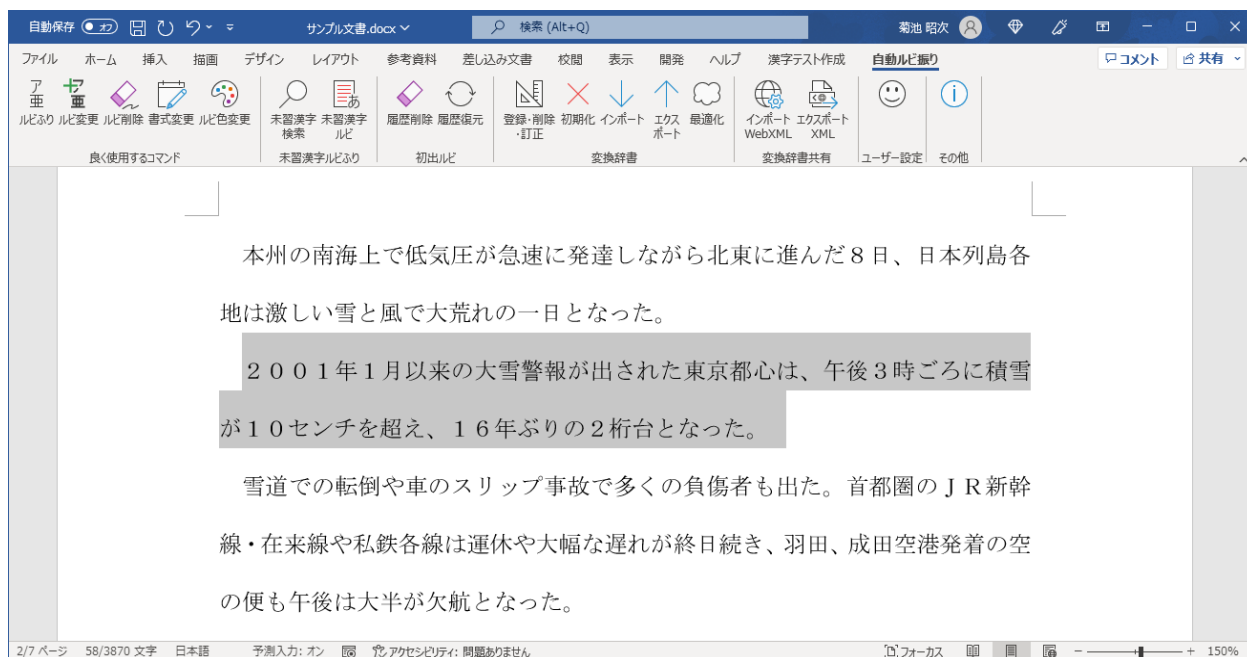 自動保存 オフ サンプル文書.docx 検索 (Alt+Q) 菊池 昭次
ファイル ホーム 挿入 描画 デザイン レイアウト 参考資料 差し込み文書 校閲 表示 開発 ヘルプ 漢字テスト作成 自動ルビ振り コメント 共有
ルビふり ルビ変更 ルビ削除 書式変更 ルビ色変更 未習漢字検索 未習漢字ルビ 履歴削除 履歴復元 登録・削除・訂正 初期化 インポート エクスポート 最適化 インポートWebXML エクスポートXML
良く使用するコマンド 未習漢字ルビふり 初出ルビ 変換辞書 変換辞書共有 ユーザー設定 その他
本州の南海上で低気圧が急速に発達しながら北東に進んだ8日、日本列島各
地は激しい雪と風で大荒れの一日となった。
2001年1月以来の大雪警報が出された東京都心は、午後3時ごろに積雪
が10センチを超え、16年ぶりの2桁台となった。
雪道での転倒や車のスリップ事故で多くの負傷者も出た。首都圏のJR新幹
線・在来線や私鉄各線は運休や大幅な遅れが終日続き、羽田、成田空港発着の空
の便も午後は大半が欠航となった。
2/7 ページ 58/3870 文字 日本語 予測入力: オン アクセシビリティ: 問題ありません フォーカス 150%